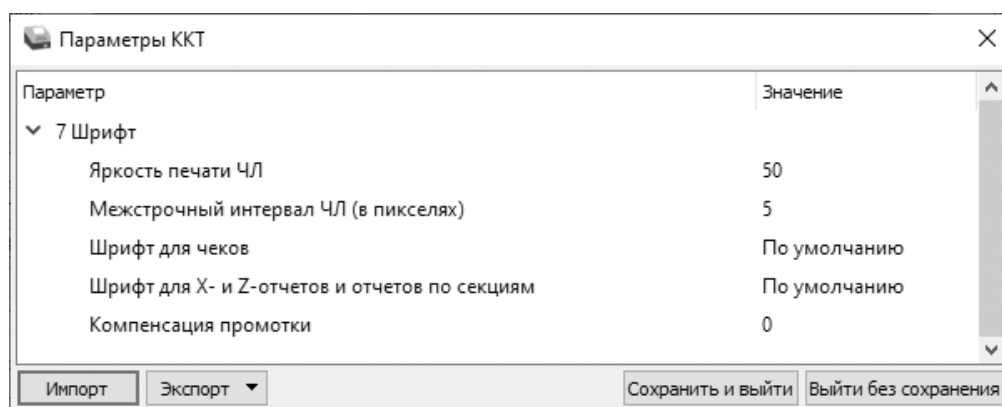 Параметры ККТ
Параметр Значение
7 Шрифт
Яркость печати ЧЛ 50
Межстрочный интервал ЧЛ (в пикселях) 5
Шрифт для чеков По умолчанию
Шрифт для X- и Z-отчетов и отчетов по секциям По умолчанию
Компенсация промотки 0
Импорт Экспорт Сохранить и выйти Выйти без сохранения